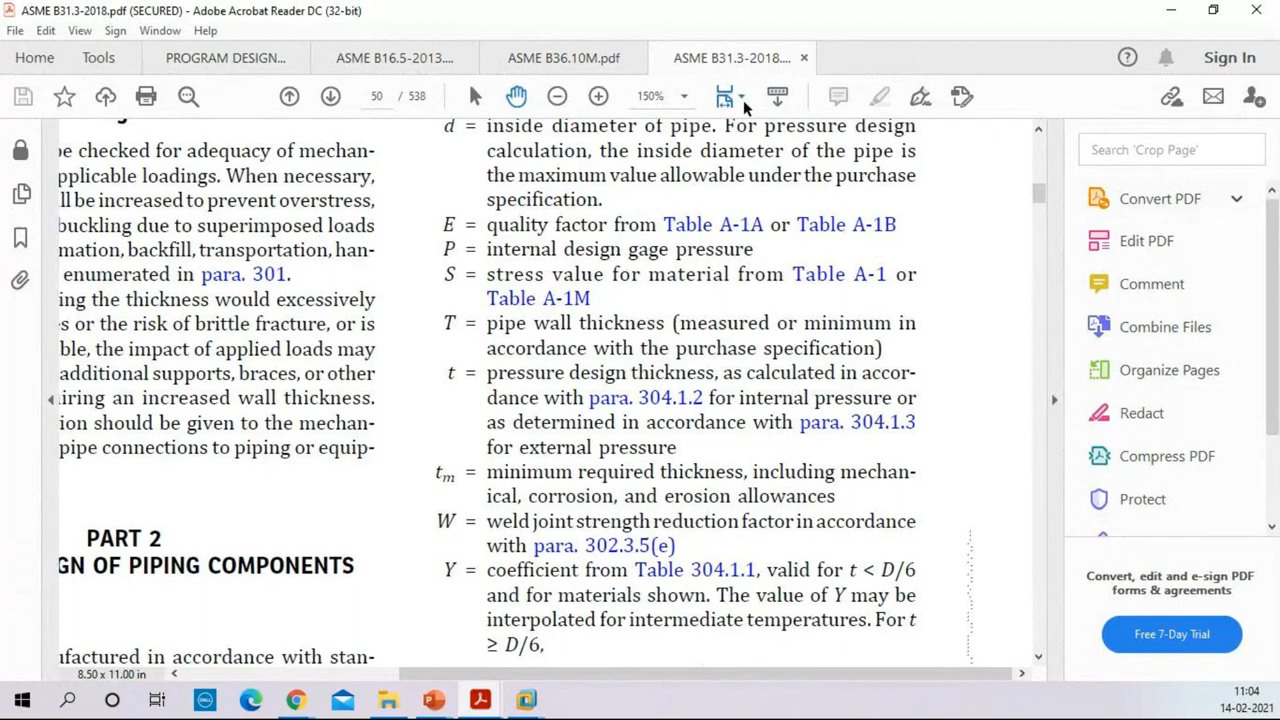 ASME B31.3-2018.pdf (SECURED) - Adobe Acrobat Reader DC (32-bit)
File Edit View Sign Window Help
Home Tools PROGRAM DESIGN... ASME B16.5-2013.... ASME B36.10M.pdf ASME B31.3-2018.... ×
Sign In
50 / 538 150%
be checked for adequacy of mechan-
pplicable loadings. When necessary,
ll be increased to prevent overstress,
buckling due to superimposed loads
mation, backfill, transportation, han-
enumerated in para. 301.
ing the thickness would excessively
s or the risk of brittle fracture, or is
ble, the impact of applied loads may
additional supports, braces, or other
iring an increased wall thickness.
ion should be given to the mechan-
pipe connections to piping or equip-
PART 2
GN OF PIPING COMPONENTS
ufactured in accordance with stan-
8.50 x 11.00 in
d = inside diameter of pipe. For pressure design
calculation, the inside diameter of the pipe is
the maximum value allowable under the purchase
specification.
E = quality factor from Table A-1A or Table A-1B
P = internal design gage pressure
S = stress value for material from Table A-1 or
Table A-1M
T = pipe wall thickness (measured or minimum in
accordance with the purchase specification)
t = pressure design thickness, as calculated in accor-
dance with para. 304.1.2 for internal pressure or
as determined in accordance with para. 304.1.3
for external pressure
tm = minimum required thickness, including mechan-
ical, corrosion, and erosion allowances
W = weld joint strength reduction factor in accordance
with para. 302.3.5(e)
Y = coefficient from Table 304.1.1, valid for t < D/6
and for materials shown. The value of Y may be
interpolated for intermediate temperatures. For t
≥ D/6,
Search 'Crop Page'
Convert PDF
Edit PDF
Comment
Combine Files
Organize Pages
Redact
Compress PDF
Protect
Convert, edit and e-sign PDF
forms & agreements
Free 7-Day Trial
DELL
11:04
14-02-2021